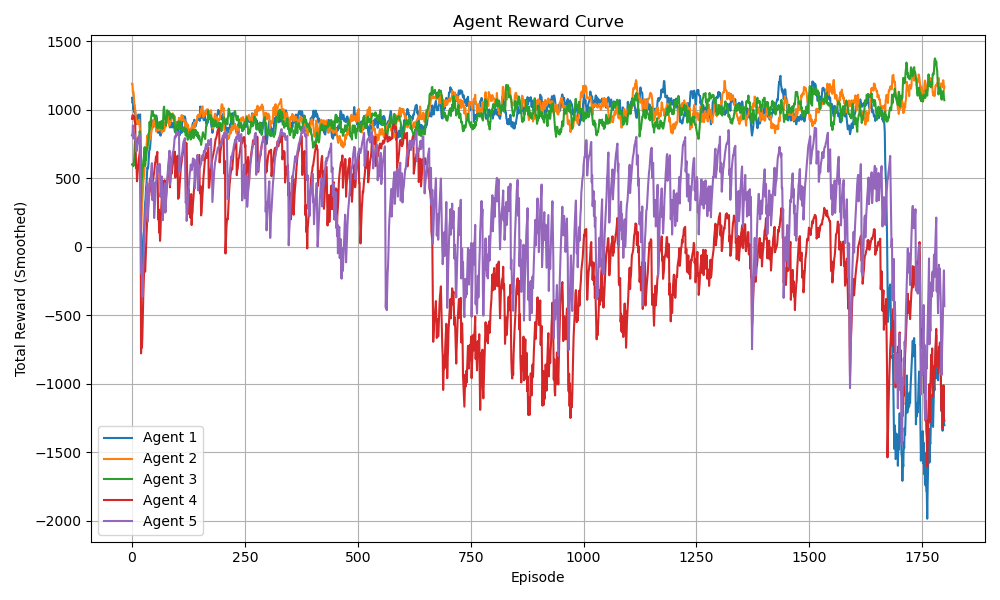 Agent Reward Curve
1500
1000
500
0
−500
−1000
−1500
−2000
Total Reward (Smoothed)
Agent 1
Agent 2
Agent 3
Agent 4
Agent 5
0 250 500 750 1000 1250 1500 1750
Episode